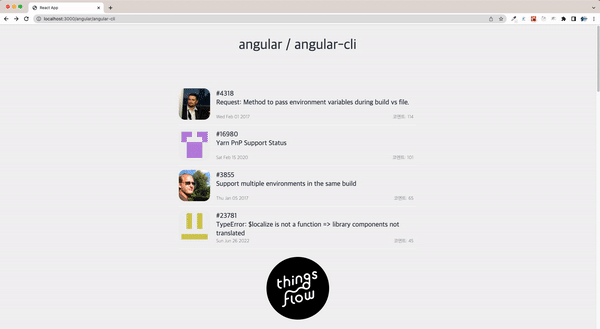 React App
localhost:3000/angular/angular-cli
angular / angular-cli
#4318
Request: Method to pass environment variables during build vs file.
Wed Feb 01 2017
코멘트: 114
#16980
Yarn PnP Support Status
Sat Feb 15 2020
코멘트: 101
#3855
Support multiple environments in the same build
Thu Jan 05 2017
코멘트: 63
#23781
TypeError: $localize is not a function => library components not
translated
Sun Jun 26 2022
코멘트: 45
things
flow